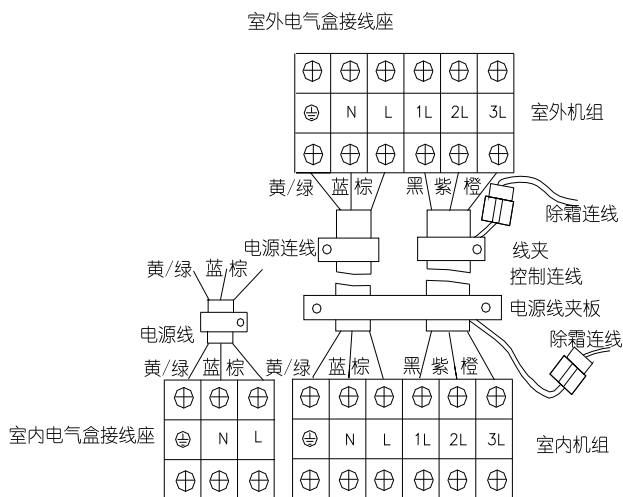 室外电气盒接线座
N L 1L 2L 3L
室外机组
黄/绿 蓝 棕 黑 紫 橙
除霜连线
电源连线
线夹
黄/绿 蓝 棕
控制连线
电源线夹板
电源线
除霜连线
黄/绿 蓝 棕 黄/绿 蓝 棕 黑 紫 橙
室内电气盒接线座
N L
N L 1L 2L 3L
室内机组